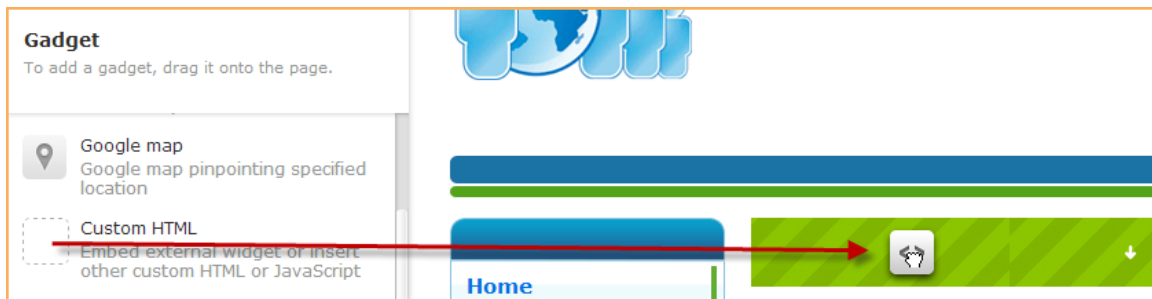 Gadget
To add a gadget, drag it onto the page.
Google map
Google map pinpointing specified
location
Custom HTML
Embed external widget or insert
other custom HTML or JavaScript
Home